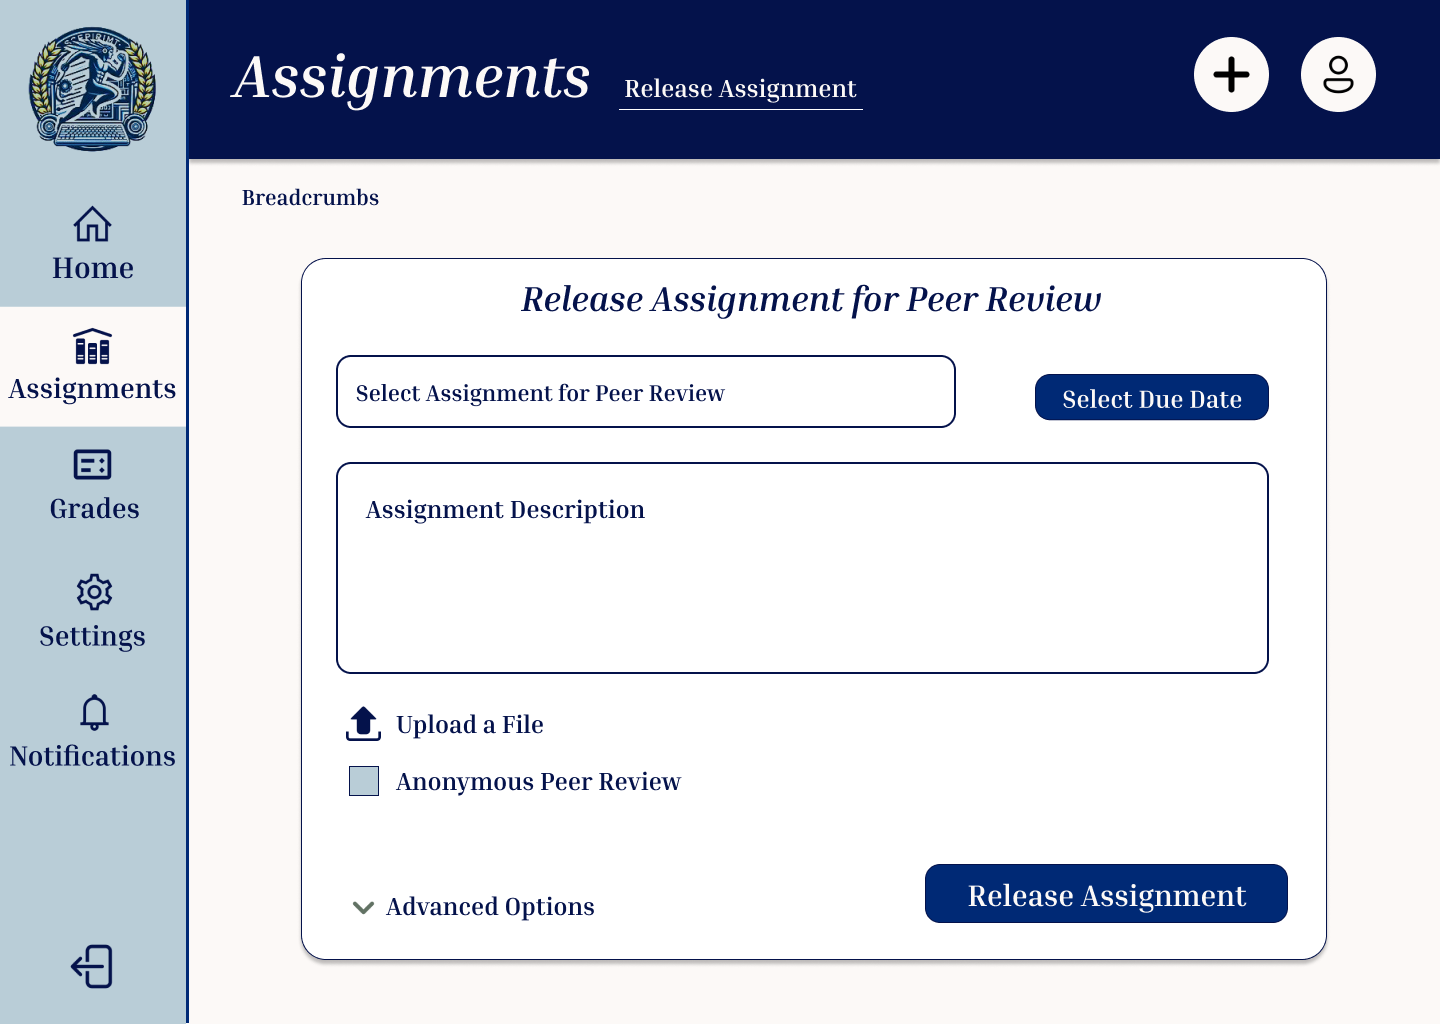 Assignments
Release Assignment
Breadcrumbs
Home
Assignments
Grades
Settings
Notifications
Release Assignment for Peer Review
Select Assignment for Peer Review
Select Due Date
Assignment Description
Upload a File
Anonymous Peer Review
Advanced Options
Release Assignment